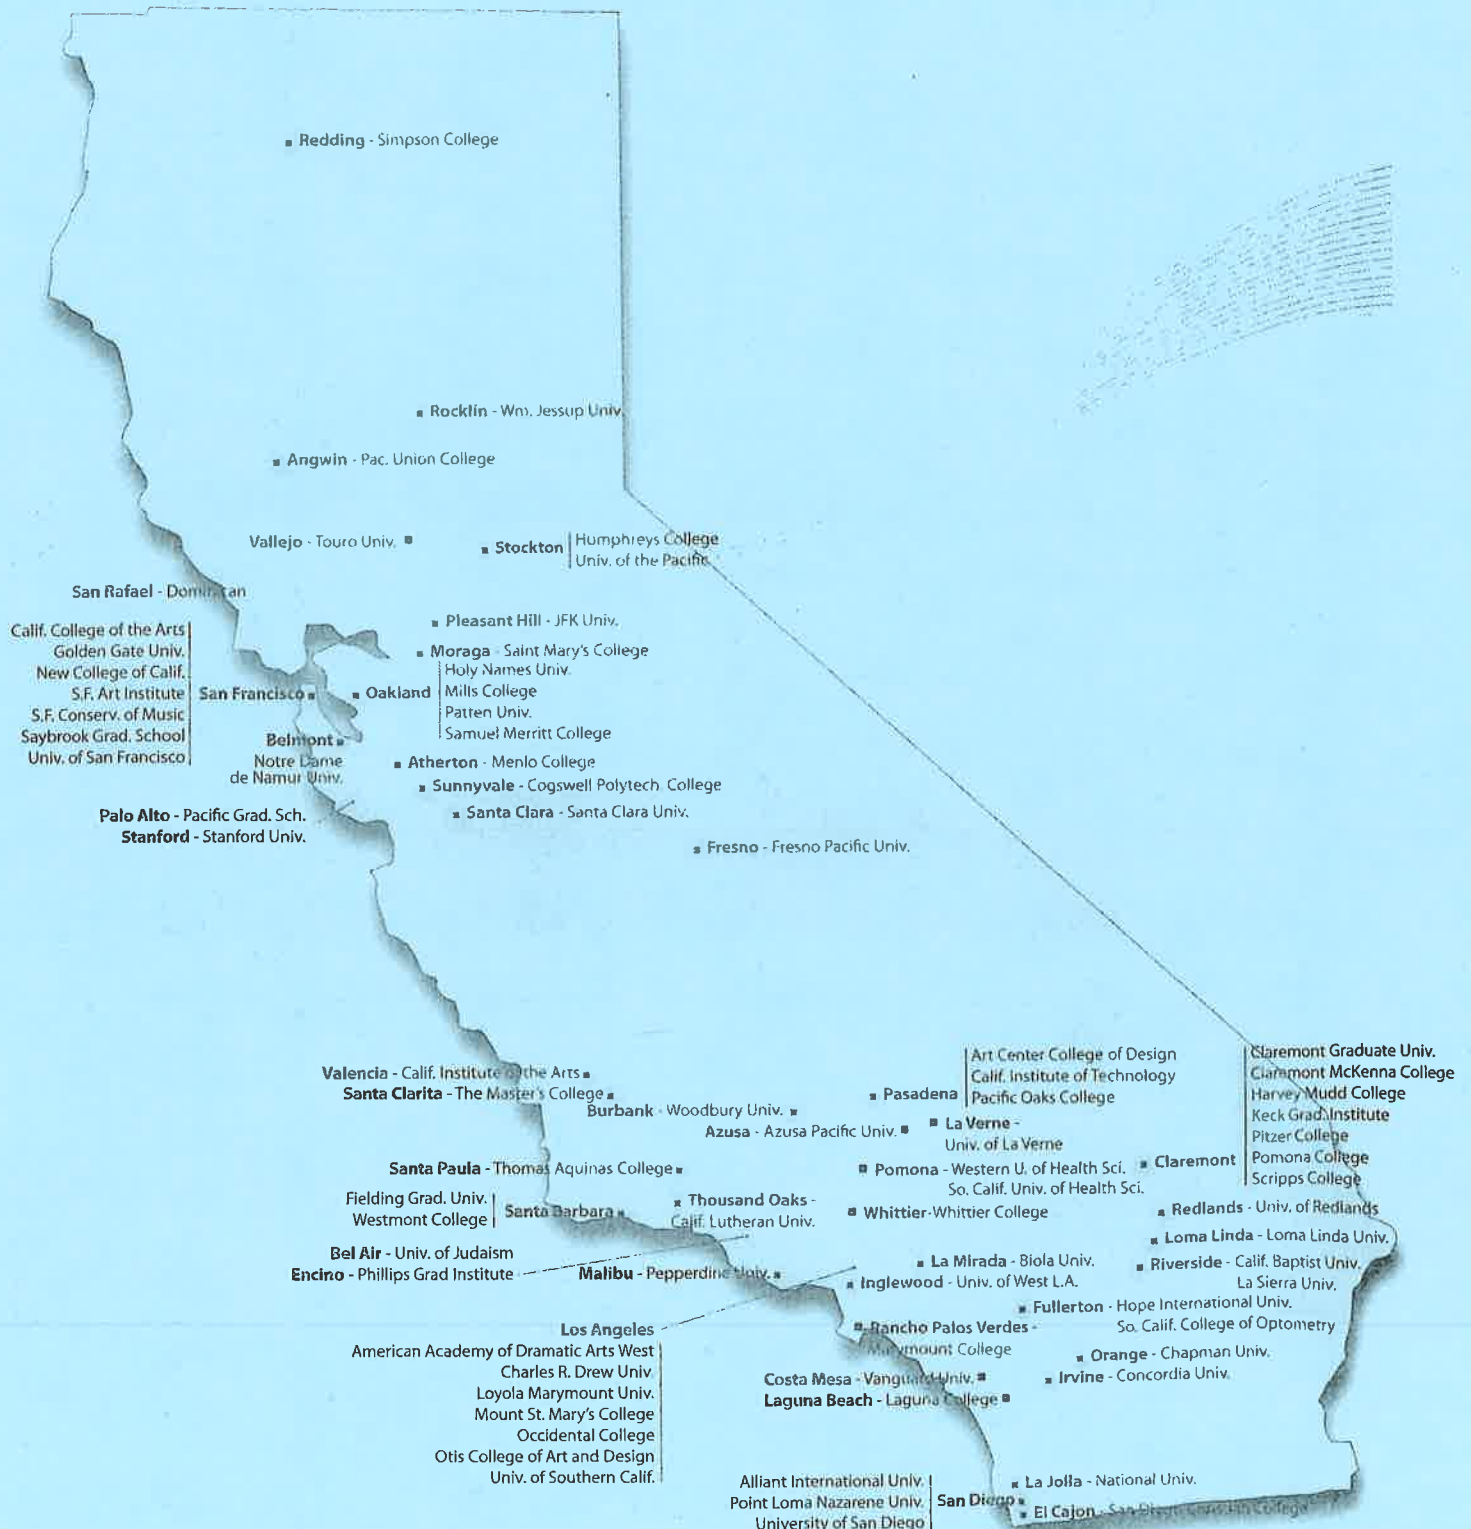 Redding - Simpson College
Rocklin - Wm. Jessup Univ.
Angwin - Pac. Union College
Vallejo - Touro Univ.
Stockton
Humphreys College
Univ. of the Pacific
San Rafael - Dominican
Pleasant Hill - JFK Univ.
Calif. College of the Arts
Golden Gate Univ.
New College of Calif.
S.F. Art Institute
S.F. Conserv. of Music
Saybrook Grad. School
Univ. of San Francisco
San Francisco
Moraga - Saint Mary's College
Oakland
Holy Names Univ.
Mills College
Patten Univ.
Samuel Merritt College
Belmont
Notre Dame
de Namur Univ.
Atherton - Menlo College
Sunnyvale - Cogswell Polytech. College
Santa Clara - Santa Clara Univ.
Palo Alto - Pacific Grad. Sch.
Stanford - Stanford Univ.
Fresno - Fresno Pacific Univ.
Valencia - Calif. Institute of the Arts
Santa Clarita - The Master's College
Burbank - Woodbury Univ.
Azusa - Azusa Pacific Univ.
Pasadena
Art Center College of Design
Calif. Institute of Technology
Pacific Oaks College
La Verne -
Univ. of La Verne
Claremont
Claremont Graduate Univ.
Claremont McKenna College
Harvey Mudd College
Keck Grad. Institute
Pitzer College
Pomona College
Scripps College
Santa Paula - Thomas Aquinas College
Pomona - Western U. of Health Sci.
So. Calif. Univ. of Health Sci.
Fielding Grad. Univ.
Westmont College
Santa Barbara
Thousand Oaks -
Calif. Lutheran Univ.
Whittier-Whittier College
Redlands - Univ. of Redlands
Loma Linda - Loma Linda Univ.
Bel Air - Univ. of Judaism
Encino - Phillips Grad Institute
Malibu - Pepperdine Univ.
La Mirada - Biola Univ.
Inglewood - Univ. of West L.A.
Riverside - Calif. Baptist Univ.
La Sierra Univ.
Fullerton - Hope International Univ.
So. Calif. College of Optometry
Los Angeles
American Academy of Dramatic Arts West
Charles R. Drew Univ.
Loyola Marymount Univ.
Mount St. Mary's College
Occidental College
Otis College of Art and Design
Univ. of Southern Calif.
Rancho Palos Verdes -
Marymount College
Orange - Chapman Univ.
Irvine - Concordia Univ.
Costa Mesa - Vanguard Univ.
Laguna Beach - Laguna College
Alliant International Univ.
Point Loma Nazarene Univ.
University of San Diego
San Diego
La Jolla - National Univ.
El Cajon - San Diego Christian College